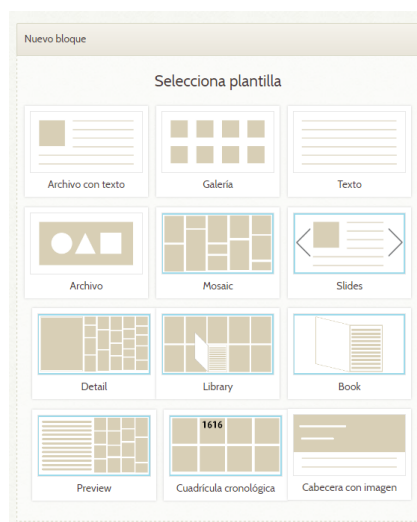 Nuevo bloque
Selecciona plantilla
Archivo con texto
Galería
Texto
Archivo
Mosaic
Slides
Detail
Library
Book
1616
Preview
Cuadrícula cronológica
Cabecera con imagen